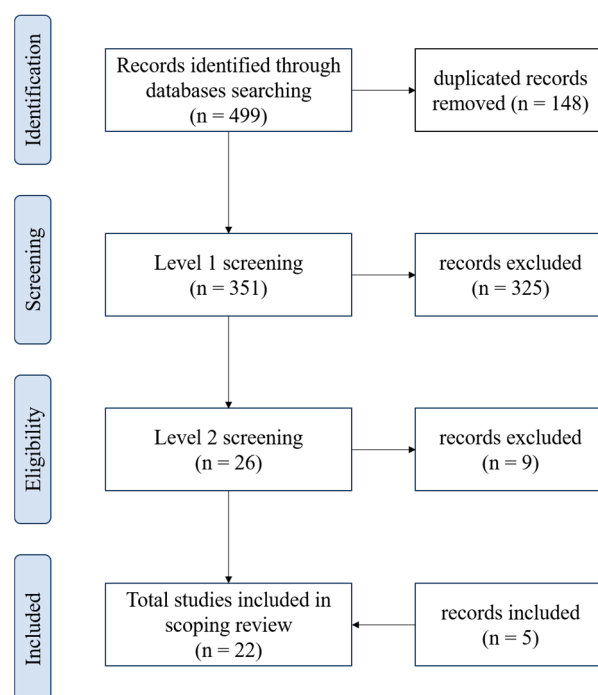 Identification
Records identified through
databases searching
(n = 499)
duplicated records
removed (n = 148)
Screening
Level 1 screening
(n = 351)
records excluded
(n = 325)
Eligibility
Level 2 screening
(n = 26)
records excluded
(n = 9)
Included
Total studies included in
scoping review
(n = 22)
records included
(n = 5)